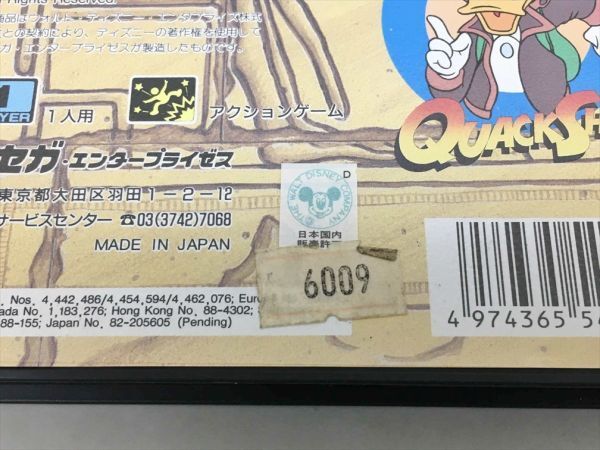 Rights Reserved.
商品はウォルト・ディズニー・エンタプライズ株式
との契約により、ディズニーの著作権を使用して
ガ・エンタープライゼスが製造したものです。
1
YER
1人用
アクションゲーム
QUACKSH
セガ・エンタープライゼス
東京都大田区羽田1-2-12
サービスセンター ☎03(3742)7068
MADE IN JAPAN
D
© THE WALT DISNEY COMPANY
日本国内
販売許可
6009
Nos. 4,442,486/4,454,594/4,462,076; Euro
ada No. 1,183,276; Hong Kong No. 88-4302;
88-155; Japan No. 82-205605 (Pending)
4 974365 54